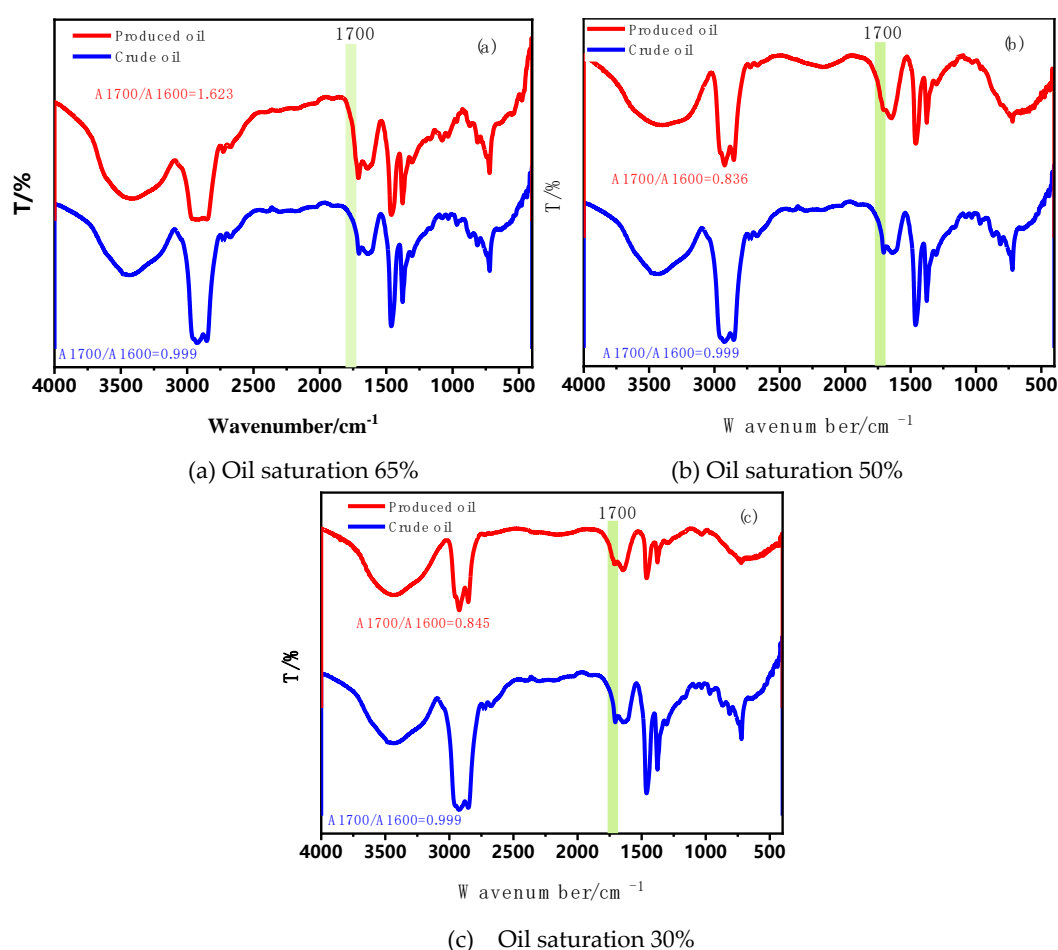 1700
Produced oil
(a)
Crude oil
A1700/A1600=1.623
T/%
A1700/A1600=0.999
4000 3500 3000 2500 2000 1500 1000 500
Wavenumber/cm⁻¹
(a) Oil saturation 65%
1700
Produced oil
(b)
Crude oil
A1700/A1600=0.836
T/%
A1700/A1600=0.999
4000 3500 3000 2500 2000 1500 1000 500
Wavenumber/cm⁻¹
(b) Oil saturation 50%
Produced oil
1700
(c)
Crude oil
A1700/A1600=0.845
T/%
A1700/A1600=0.999
4000 3500 3000 2500 2000 1500 1000 500
Wavenumber/cm⁻¹
(c) Oil saturation 30%